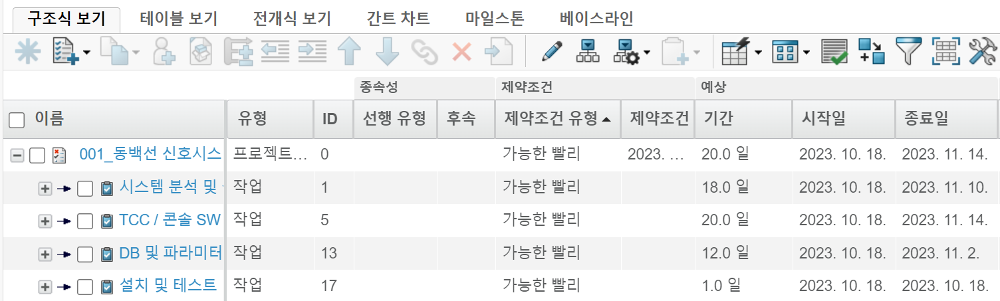 구조식 보기 테이블 보기 전개식 보기 간트 차트 마일스톤 베이스라인
종속성 제약조건 예상
이름 유형 ID 선행 유형 후속 제약조건 유형 제약조건 기간 시작일 종료일
001_동백선 신호시스 프로젝트... 0 가능한 빨리 2023. ... 20.0 일 2023. 10. 18. 2023. 11. 14.
시스템 분석 및 작업 1 가능한 빨리 18.0 일 2023. 10. 18. 2023. 11. 10.
TCC / 콘솔 SW 작업 5 가능한 빨리 20.0 일 2023. 10. 18. 2023. 11. 14.
DB 및 파라미터 작업 13 가능한 빨리 12.0 일 2023. 10. 18. 2023. 11. 2.
설치 및 테스트 작업 17 가능한 빨리 1.0 일 2023. 10. 18. 2023. 10. 18.